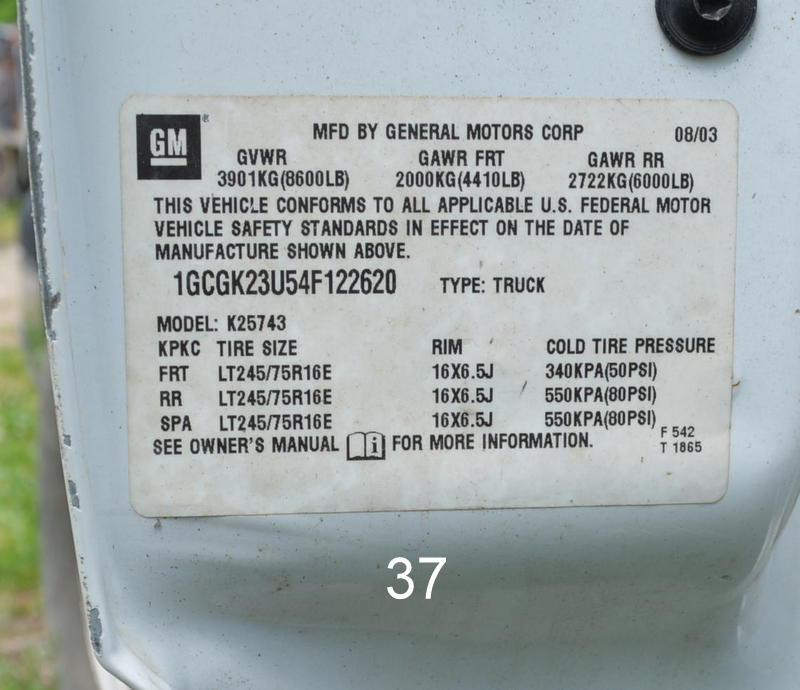 GM
MFD BY GENERAL MOTORS CORP 08/03
GVWR GAWR FRT GAWR RR
3901KG(8600LB) 2000KG(4410LB) 2722KG(6000LB)
THIS VEHICLE CONFORMS TO ALL APPLICABLE U.S. FEDERAL MOTOR
VEHICLE SAFETY STANDARDS IN EFFECT ON THE DATE OF
MANUFACTURE SHOWN ABOVE.
1GCGK23U54F122620 TYPE: TRUCK
MODEL: K25743
KPKC TIRE SIZE RIM COLD TIRE PRESSURE
FRT LT245/75R16E 16X6.5J 340KPA(50PSI)
RR LT245/75R16E 16X6.5J 550KPA(80PSI)
SPA LT245/75R16E 16X6.5J 550KPA(80PSI)
SEE OWNER'S MANUAL i FOR MORE INFORMATION.
F 542
T 1865
37